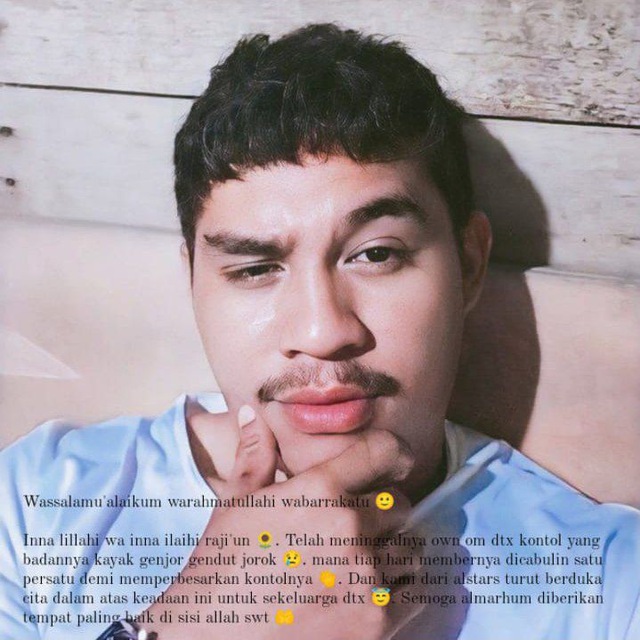 Wassalamu'alaikum warahmatullahi wabarrakatu 🙂
Inna lillahi wa inna ilaihi raji'un 🌻. Telah meninggalnya own om dtx kontol yang
badannya kayak genjor gendut jorok 😢. mana tiap hari membernya dicabulin satu
persatu demi memperbesarkan kontolnya 👏. Dan kami dari alstars turut berduka
cita dalam atas keadaan ini untuk sekeluarga dtx 😇. Semoga almarhum diberikan
tempat paling baik di sisi allah swt 🤲